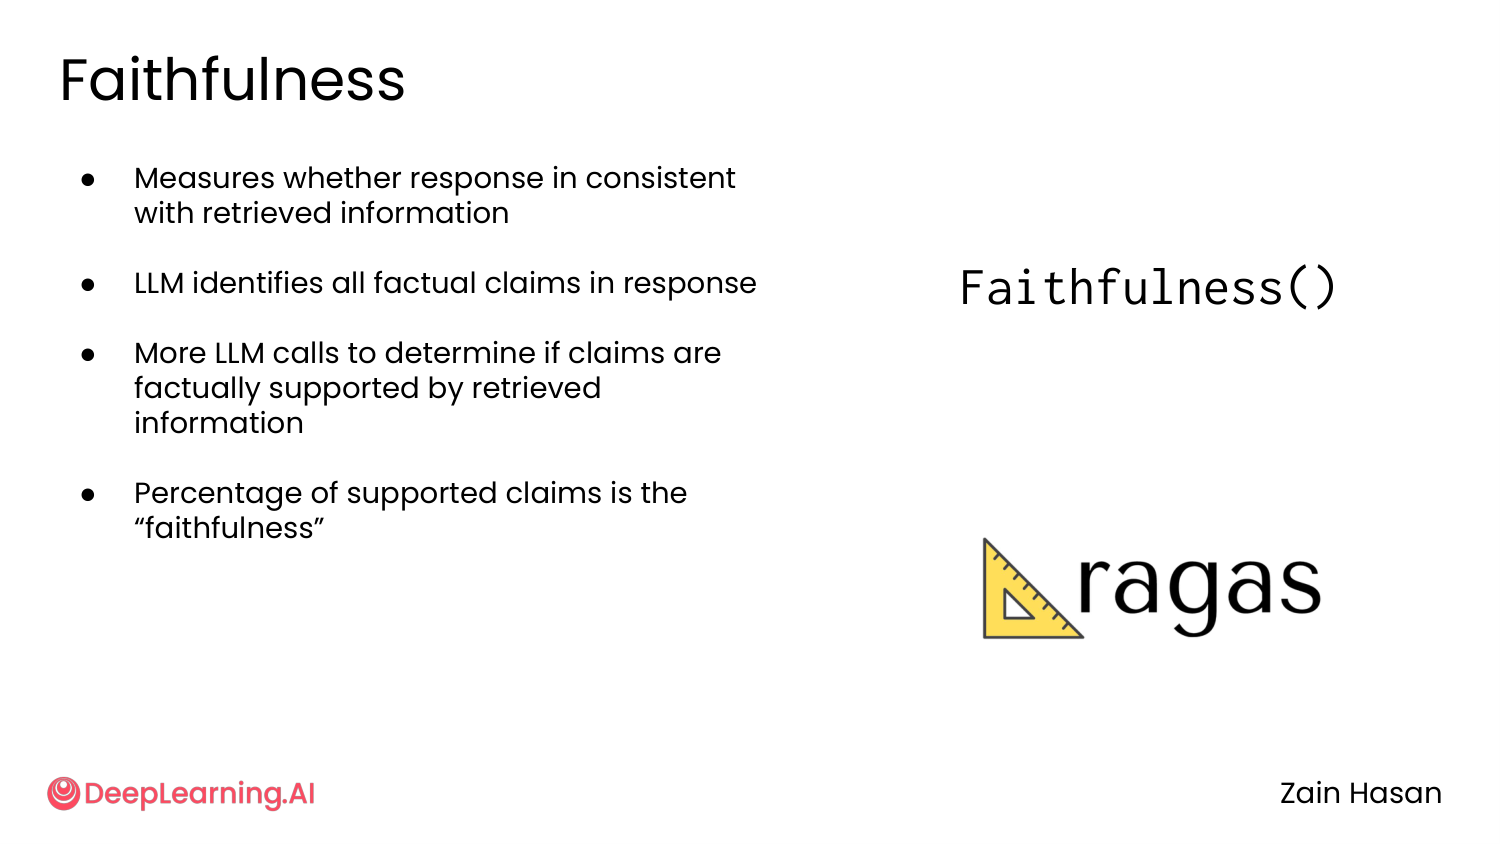 Faithfulness
● Measures whether response in consistent
with retrieved information
● LLM identifies all factual claims in response
● More LLM calls to determine if claims are
factually supported by retrieved
information
● Percentage of supported claims is the
“faithfulness”
Faithfulness()
ragas
DeepLearning.AI
Zain Hasan